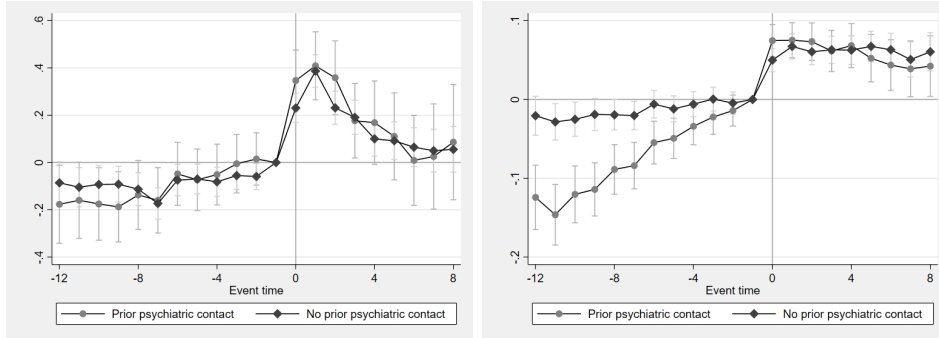 .6
.4
.2
0
-.2
-.4
-12 -8 -4 0 4 8
Event time
Prior psychiatric contact No prior psychiatric contact
.1
0
-.1
-.2
-12 -8 -4 0 4 8
Event time
Prior psychiatric contact No prior psychiatric contact